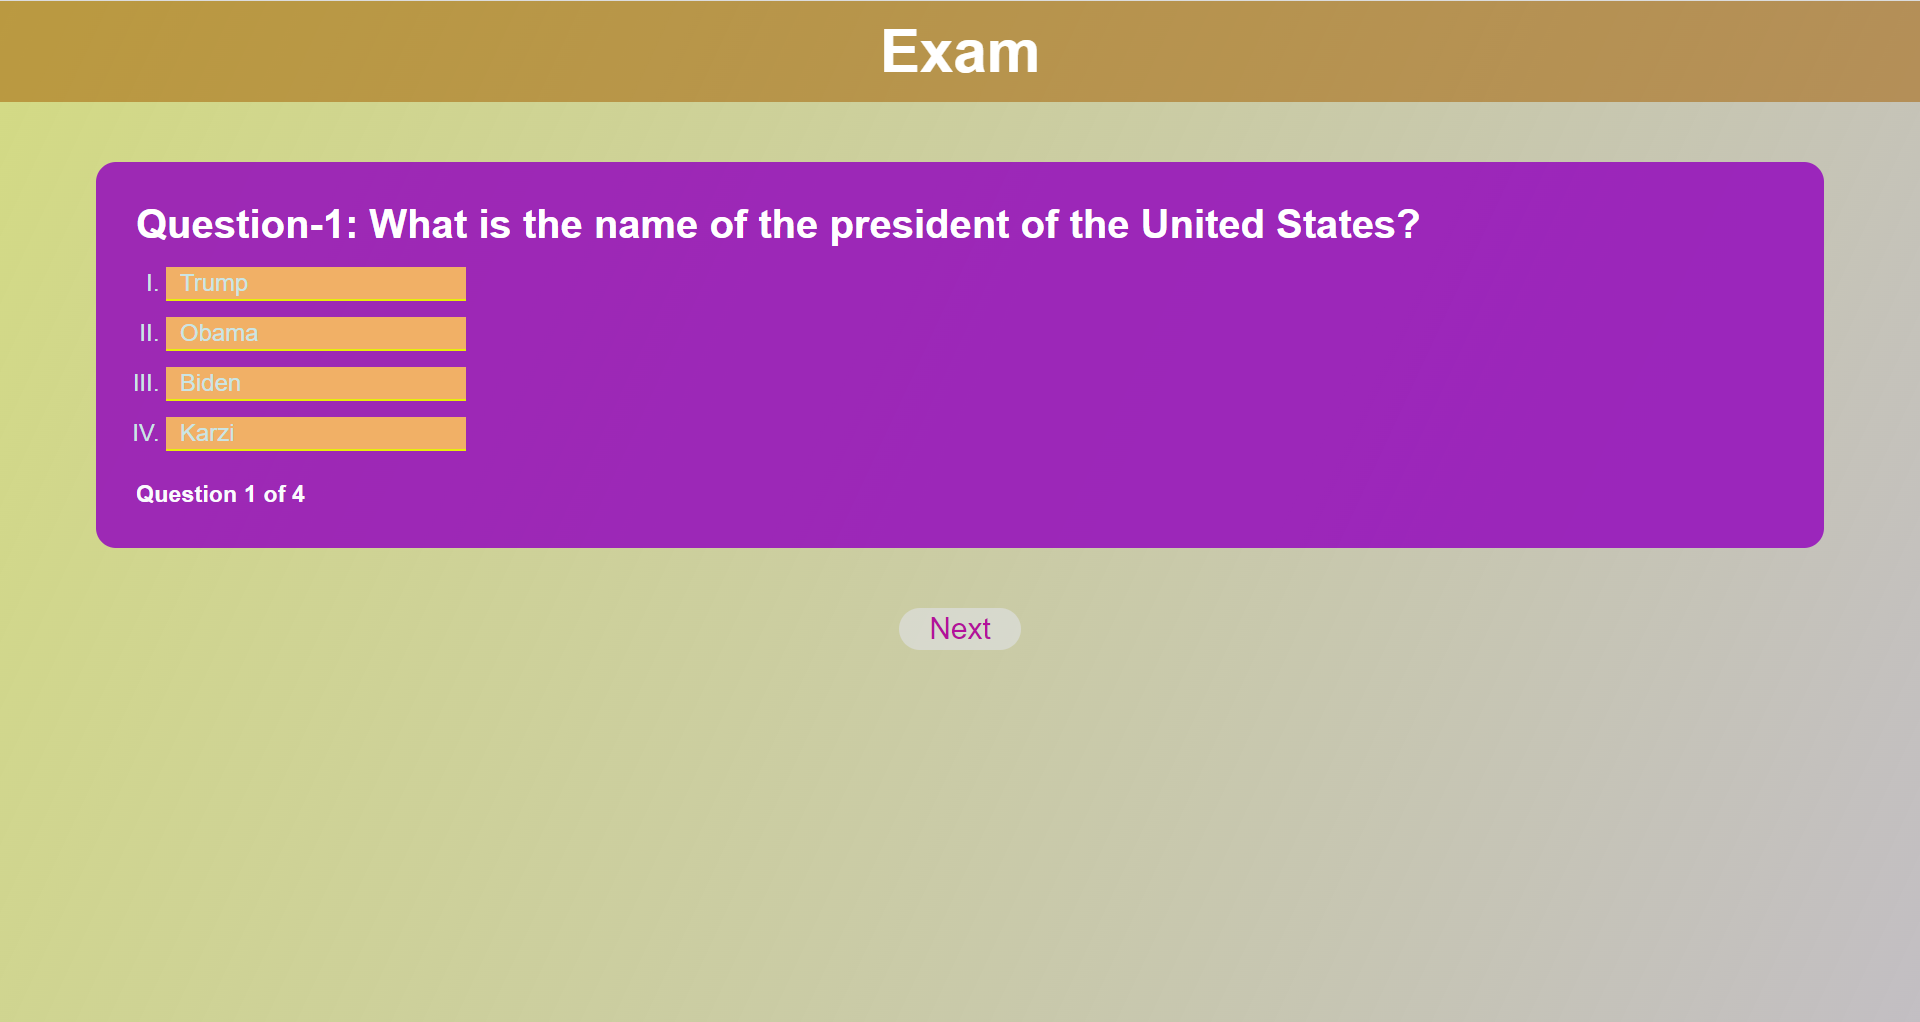 Exam
Question-1: What is the name of the president of the United States?
I. Trump
II. Obama
III. Biden
IV. Karzi
Question 1 of 4
Next